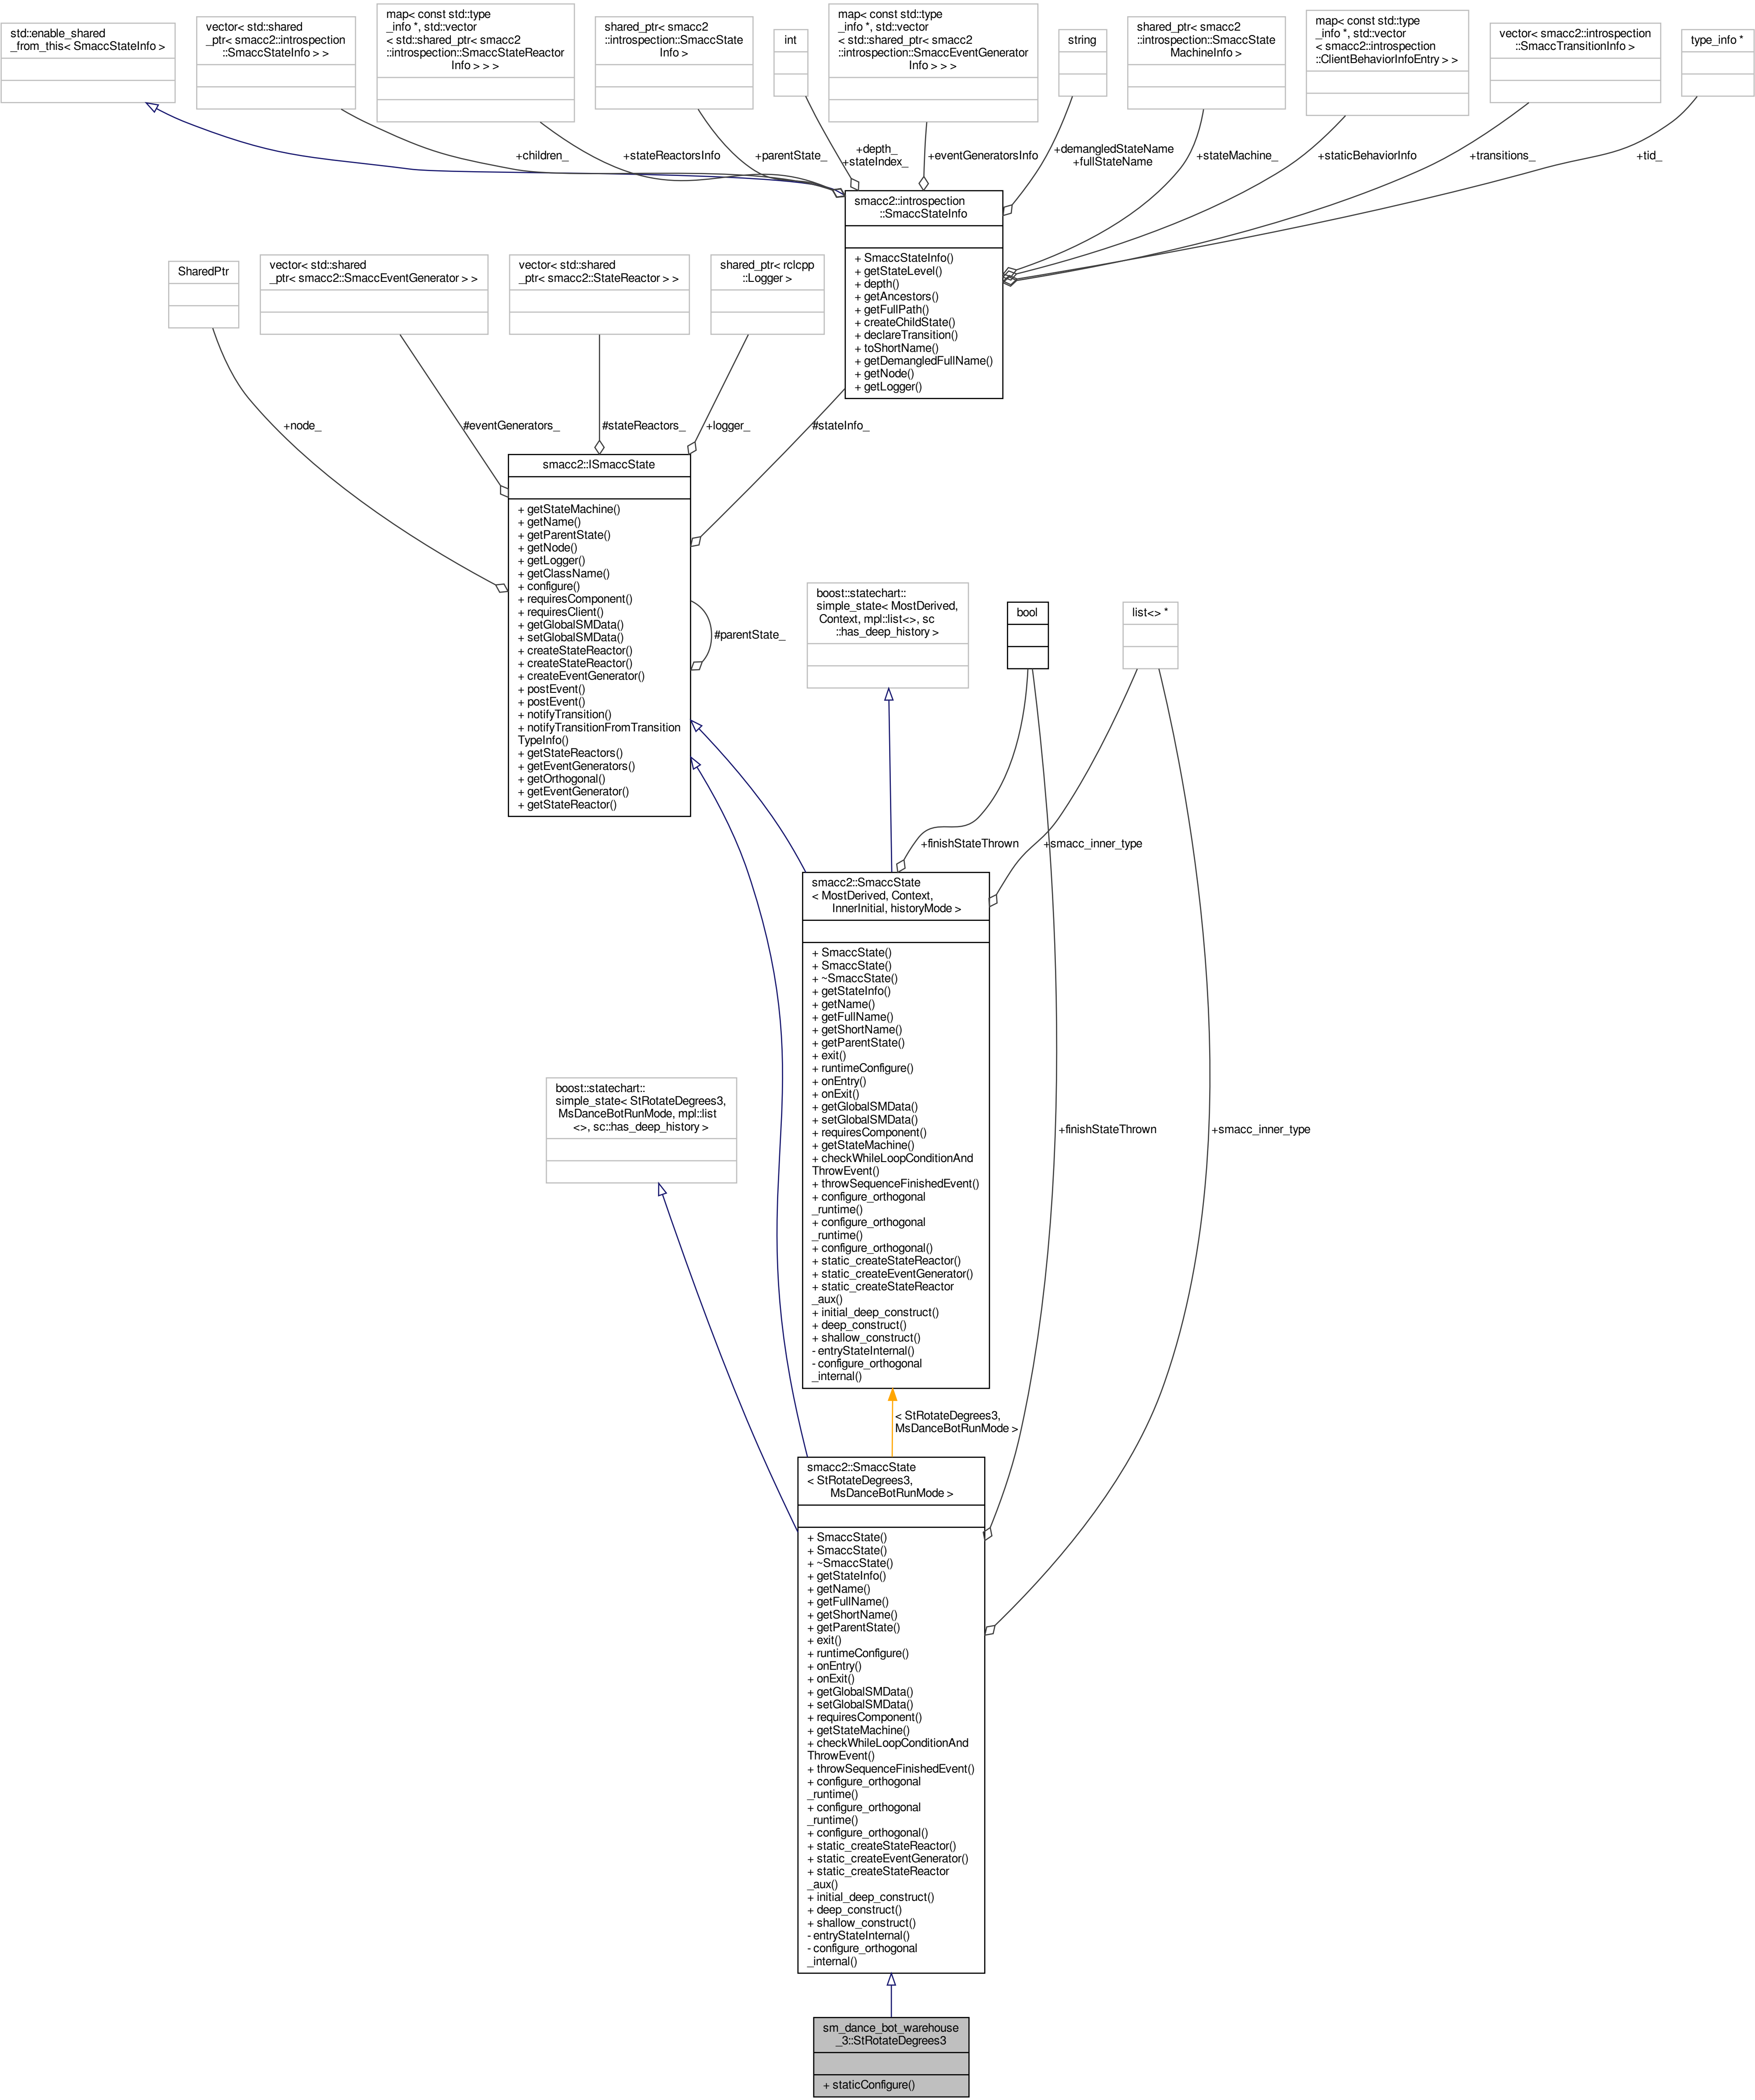 std::enable_shared
_from_this< SmaccStateInfo >
vector< std::shared
_ptr< smacc2::introspection
::SmaccStateInfo > >
map< const std::type
_info *, std::vector
< std::shared_ptr< smacc2
::introspection::SmaccStateReactor
Info > > >
shared_ptr< smacc2
::introspection::SmaccState
Info >
int
map< const std::type
_info *, std::vector
< std::shared_ptr< smacc2
::introspection::SmaccEventGenerator
Info > > >
string
shared_ptr< smacc2
::introspection::SmaccState
MachineInfo >
map< const std::type
_info *, std::vector
< smacc2::introspection
::ClientBehaviorInfoEntry > >
vector< smacc2::introspection
::SmaccTransitionInfo >
type_info *
+children_
+stateReactorsInfo
+parentState_
+depth_
+stateIndex_
+eventGeneratorsInfo
+demangledStateName
+fullStateName
+stateMachine_
+staticBehaviorInfo
+transitions_
+tid_
smacc2::introspection
::SmaccStateInfo
+ SmaccStateInfo()
+ getStateLevel()
+ depth()
+ getAncestors()
+ getFullPath()
+ createChildState()
+ declareTransition()
+ toShortName()
+ getDemangledFullName()
+ getNode()
+ getLogger()
SharedPtr
vector< std::shared
_ptr< smacc2::SmaccEventGenerator > >
vector< std::shared
_ptr< smacc2::StateReactor > >
shared_ptr< rclcpp
::Logger >
+node_
#eventGenerators_
#stateReactors_
+logger_
#stateInfo_
smacc2::ISmaccState
+ getStateMachine()
+ getName()
+ getParentState()
+ getNode()
+ getLogger()
+ getClassName()
+ configure()
+ requiresComponent()
+ requiresClient()
+ getGlobalSMData()
+ setGlobalSMData()
+ createStateReactor()
+ createStateReactor()
+ createEventGenerator()
+ postEvent()
+ postEvent()
+ notifyTransition()
+ notifyTransitionFromTransition
TypeInfo()
+ getStateReactors()
+ getEventGenerators()
+ getOrthogonal()
+ getEventGenerator()
+ getStateReactor()
#parentState_
boost::statechart::
simple_state< MostDerived,
Context, mpl::list<>, sc
::has_deep_history >
bool
list<> *
+finishStateThrown
+smacc_inner_type
smacc2::SmaccState
< MostDerived, Context,
InnerInitial, historyMode >
+ SmaccState()
+ SmaccState()
+ ~SmaccState()
+ getStateInfo()
+ getName()
+ getFullName()
+ getShortName()
+ getParentState()
+ exit()
+ runtimeConfigure()
+ onEntry()
+ onExit()
+ getGlobalSMData()
+ setGlobalSMData()
+ requiresComponent()
+ getStateMachine()
+ checkWhileLoopConditionAnd
ThrowEvent()
+ throwSequenceFinishedEvent()
+ configure_orthogonal
_runtime()
+ configure_orthogonal
_runtime()
+ configure_orthogonal()
+ static_createStateReactor()
+ static_createEventGenerator()
+ static_createStateReactor
_aux()
+ initial_deep_construct()
+ deep_construct()
+ shallow_construct()
- entryStateInternal()
- configure_orthogonal
_internal()
boost::statechart::
simple_state< StRotateDegrees3,
MsDanceBotRunMode, mpl::list
<>, sc::has_deep_history >
+finishStateThrown
+smacc_inner_type
< StRotateDegrees3,
MsDanceBotRunMode >
smacc2::SmaccState
< StRotateDegrees3,
MsDanceBotRunMode >
+ SmaccState()
+ SmaccState()
+ ~SmaccState()
+ getStateInfo()
+ getName()
+ getFullName()
+ getShortName()
+ getParentState()
+ exit()
+ runtimeConfigure()
+ onEntry()
+ onExit()
+ getGlobalSMData()
+ setGlobalSMData()
+ requiresComponent()
+ getStateMachine()
+ checkWhileLoopConditionAnd
ThrowEvent()
+ throwSequenceFinishedEvent()
+ configure_orthogonal
_runtime()
+ configure_orthogonal
_runtime()
+ configure_orthogonal()
+ static_createStateReactor()
+ static_createEventGenerator()
+ static_createStateReactor
_aux()
+ initial_deep_construct()
+ deep_construct()
+ shallow_construct()
- entryStateInternal()
- configure_orthogonal
_internal()
sm_dance_bot_warehouse
_3::StRotateDegrees3
+ staticConfigure()